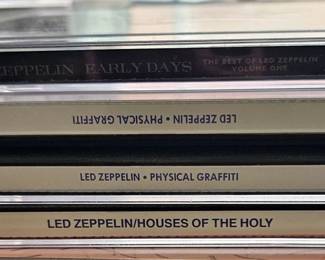 ZEPPELIN EARLY DAYS
THE BEST OF LED ZEPPELIN
VOLUME ONE
LED ZEPPELIN • PHYSICAL GRAFFITI
LED ZEPPELIN • PHYSICAL GRAFFITI
LED ZEPPELIN/HOUSES OF THE HOLY